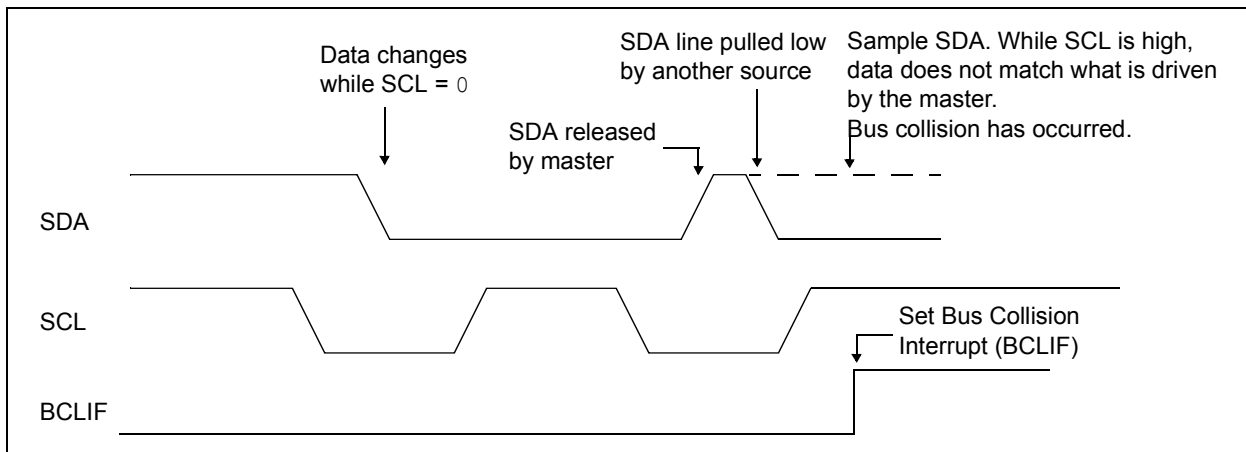 Data changes
while SCL = 0
SDA released
by master
SDA line pulled low
by another source
Sample SDA. While SCL is high,
data does not match what is driven
by the master.
Bus collision has occurred.
SDA
SCL
Set Bus Collision
Interrupt (BCLIF)
BCLIF